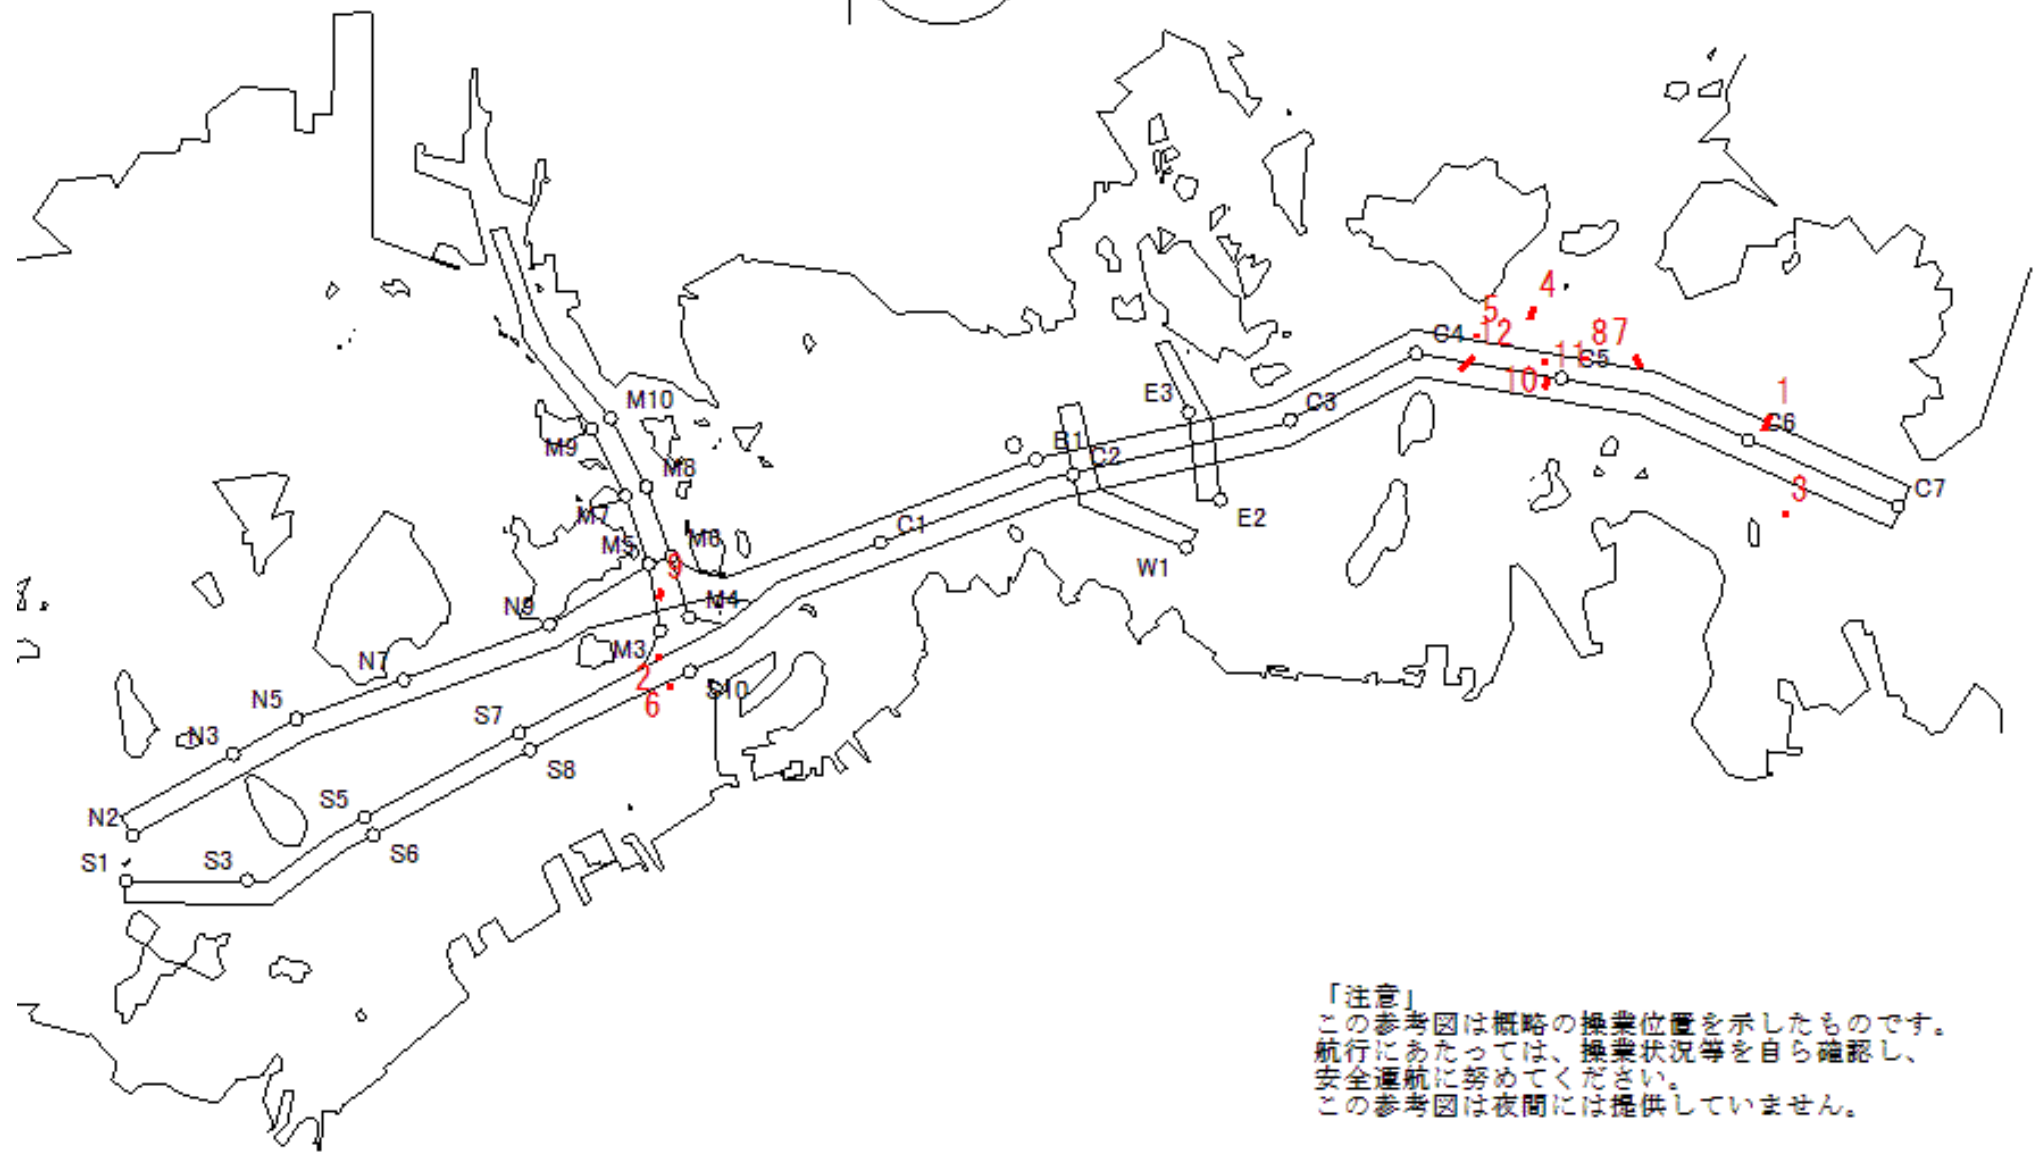 4
5
12
C4
8 7
11
C5
10
1
C6
3
C7
M10
E3
C3
M9
B1
M8
C2
M7
E2
C1
M6
M5
9
W1
N9
M4
M3
N7
2
S10
6
N5
S7
N3
S8
S5
N2
S6
S1
S3
「注意」
この参考図は概略の操業位置を示したものです。
航行にあたっては、操業状況等を自ら確認し、
安全運航に努めてください。
この参考図は夜間には提供していません。